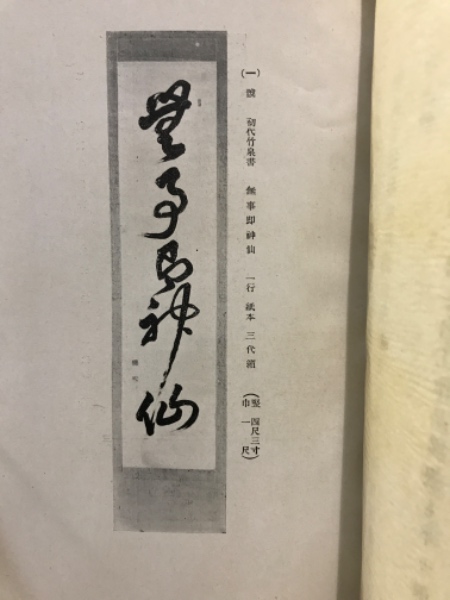 (一)號 初代竹泉書 無事即神仙 一行 紙本 三代箱 (竪四尺三寸
巾一尺)
無事即神仙